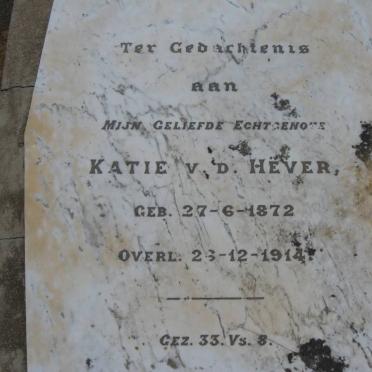 Ter Gedachtenis
aan
Mijn Geliefde Echtgenote
Katie v. d. Hever,
Geb. 27-6-1872
Overl. 26-12-1914
Gez. 33. Vs. 8.